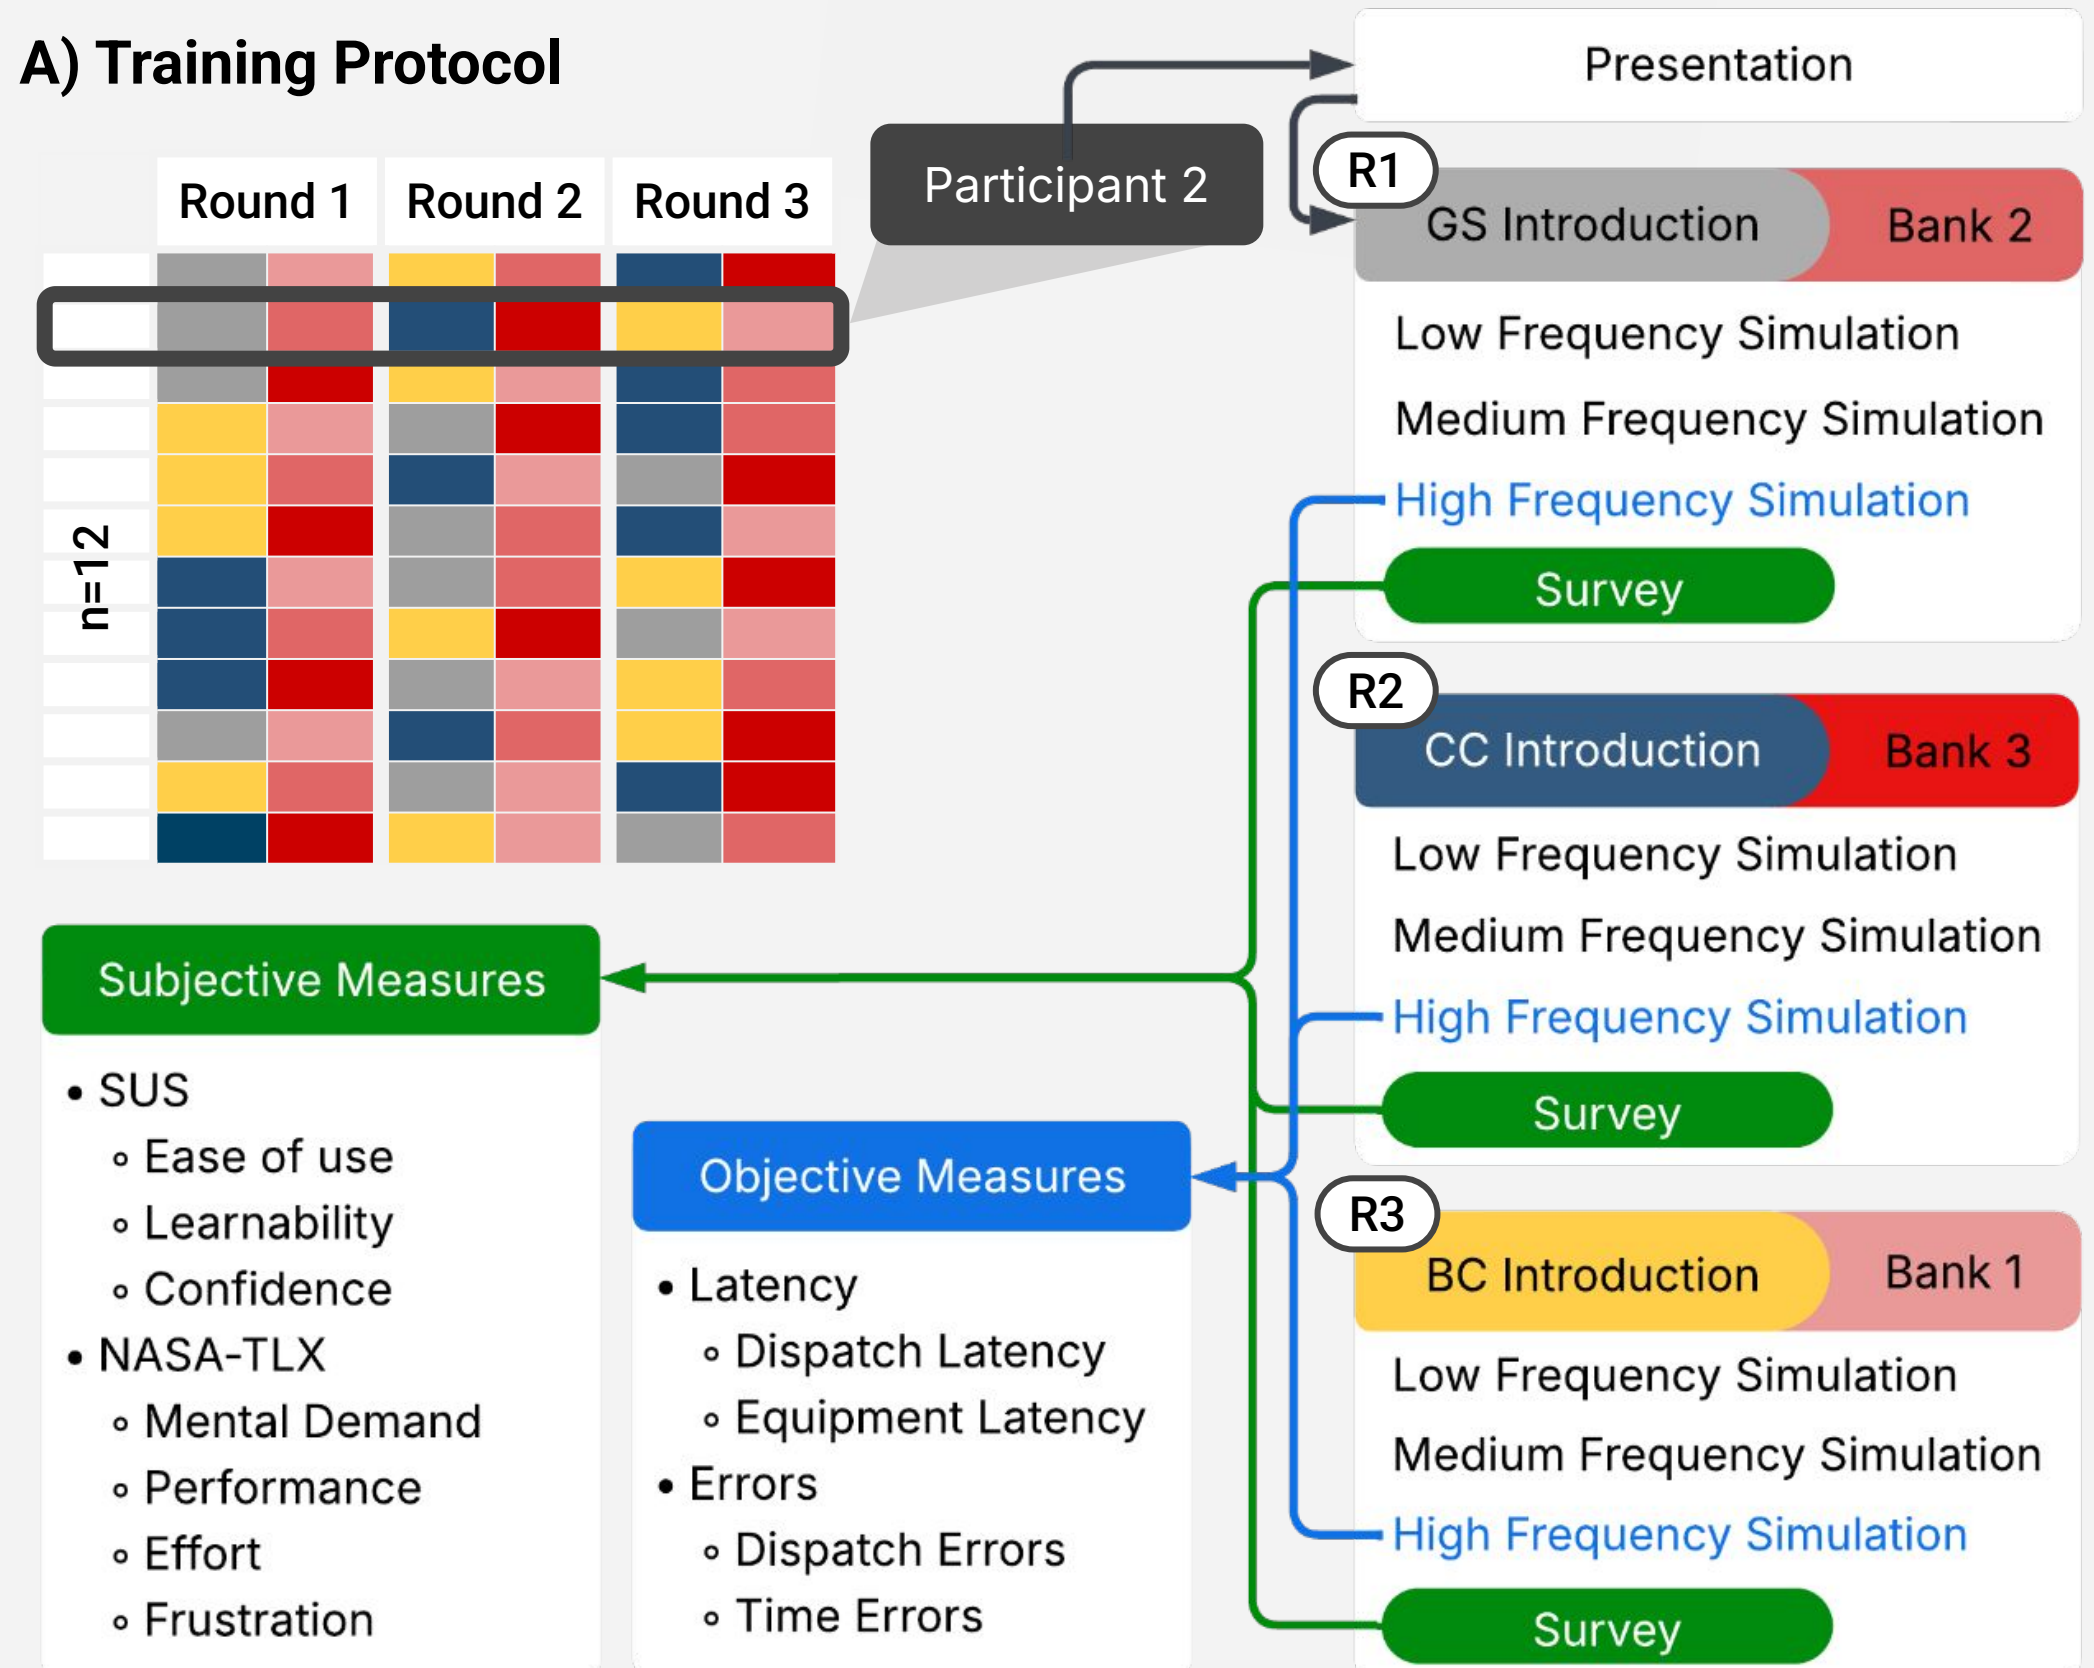 A) Training Protocol
Round 1
Round 2
Round 3
n=12
Participant 2
Presentation
R1
GS Introduction
Bank 2
Low Frequency Simulation
Medium Frequency Simulation
High Frequency Simulation
Survey
R2
CC Introduction
Bank 3
Low Frequency Simulation
Medium Frequency Simulation
High Frequency Simulation
Survey
R3
BC Introduction
Bank 1
Low Frequency Simulation
Medium Frequency Simulation
High Frequency Simulation
Survey
Subjective Measures
• SUS
◦ Ease of use
◦ Learnability
◦ Confidence
• NASA-TLX
◦ Mental Demand
◦ Performance
◦ Effort
◦ Frustration
Objective Measures
• Latency
◦ Dispatch Latency
◦ Equipment Latency
• Errors
◦ Dispatch Errors
◦ Time Errors